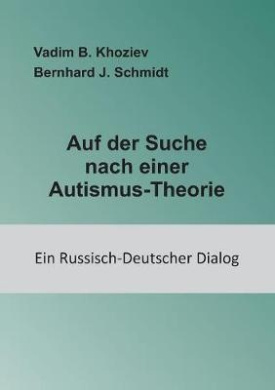 Vadim B. Khoziev
Bernhard J. Schmidt
Auf der Suche
nach einer
Autismus-Theorie
Ein Russisch-Deutscher Dialog